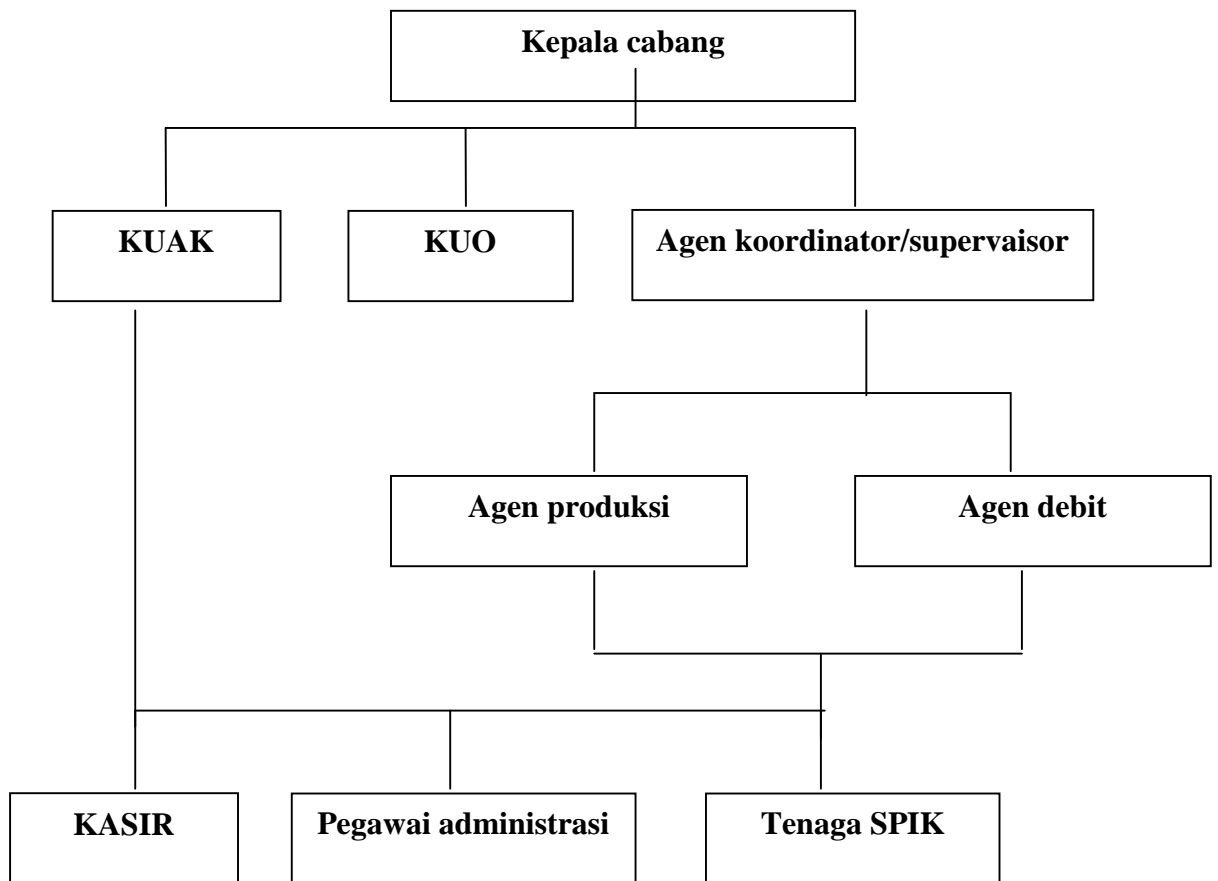 Kepala cabang
KUAK
KUO
Agen koordinator/supervaisor
Agen produksi
Agen debit
KASIR
Pegawai administrasi
Tenaga SPIK